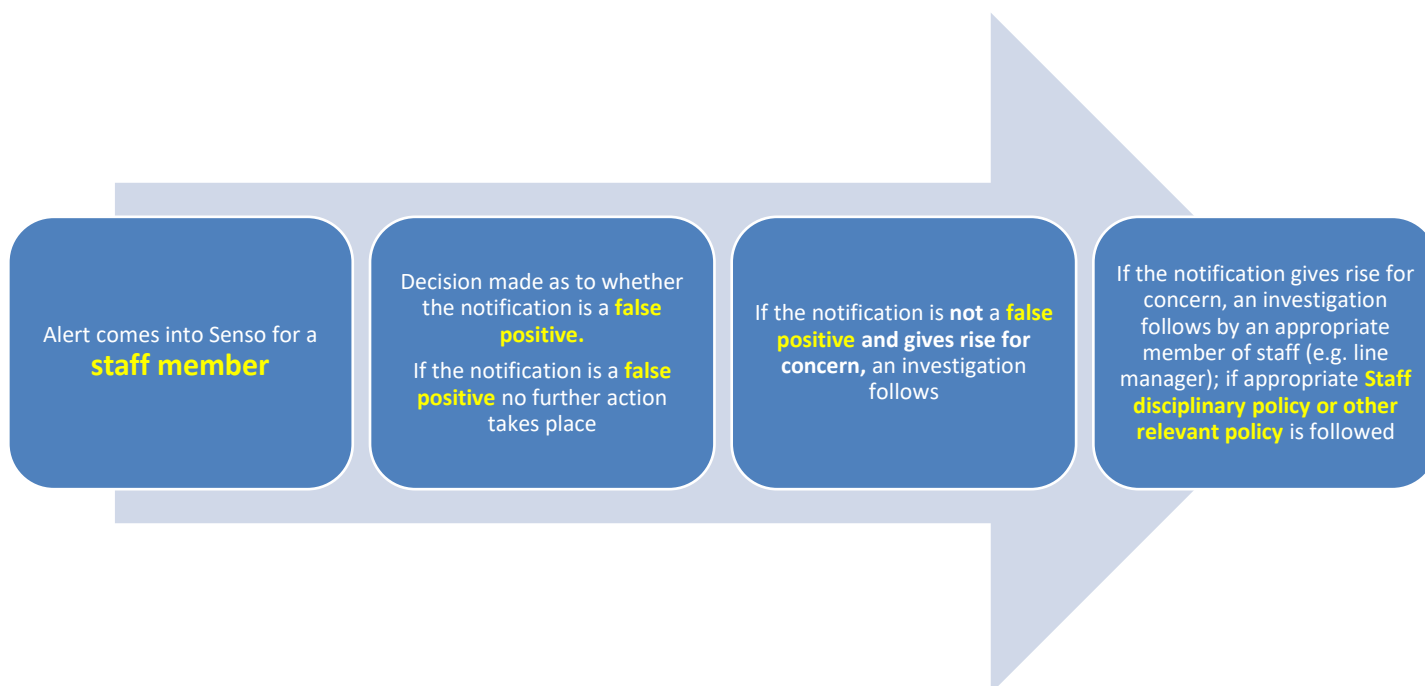 Alert comes into Senso for a
staff member
Decision made as to whether
the notification is a false
positive.
If the notification is a false
positive no further action
takes place
If the notification is not a false
positive and gives rise for
concern, an investigation
follows
If the notification gives rise for
concern, an investigation
follows by an appropriate
member of staff (e.g. line
manager); if appropriate Staff
disciplinary policy or other
relevant policy is followed